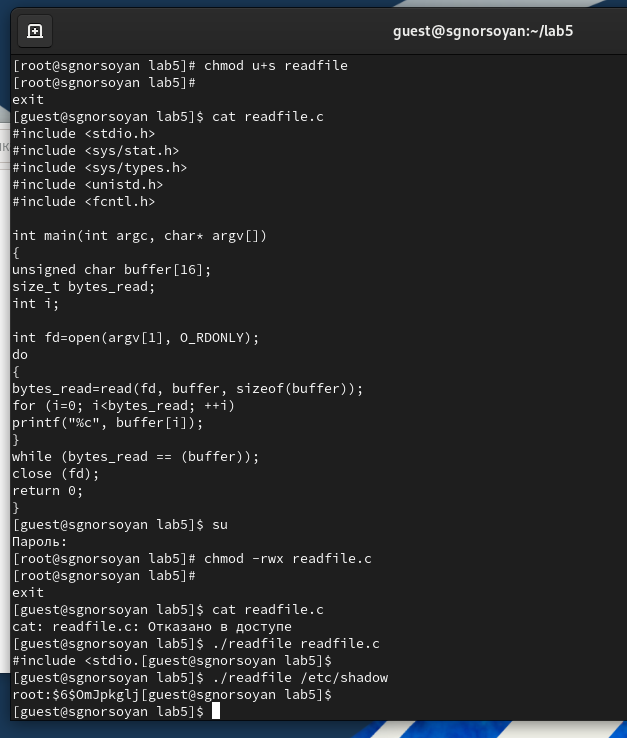 guest@sgnorsoyan:~/lab5
[root@sgnorsoyan lab5]# chmod u+s readfile
[root@sgnorsoyan lab5]#
exit
[guest@sgnorsoyan lab5]$ cat readfile.c
#include <stdio.h>
#include <sys/stat.h>
#include <sys/types.h>
#include <unistd.h>
#include <fcntl.h>

int main(int argc, char* argv[])
{
unsigned char buffer[16];
size_t bytes_read;
int i;

int fd=open(argv[1], O_RDONLY);
do
{
bytes_read=read(fd, buffer, sizeof(buffer));
for (i=0; i<bytes_read; ++i)
printf("%c", buffer[i]);
}
while (bytes_read == (buffer));
close (fd);
return 0;
}
[guest@sgnorsoyan lab5]$ su
Пароль:
[root@sgnorsoyan lab5]# chmod -rwx readfile.c
[root@sgnorsoyan lab5]#
exit
[guest@sgnorsoyan lab5]$ cat readfile.c
cat: readfile.c: Отказано в доступе
[guest@sgnorsoyan lab5]$ ./readfile readfile.c
#include <stdio.[guest@sgnorsoyan lab5]$
[guest@sgnorsoyan lab5]$ ./readfile /etc/shadow
root:$6$OmJpkglj[guest@sgnorsoyan lab5]$
[guest@sgnorsoyan lab5]$